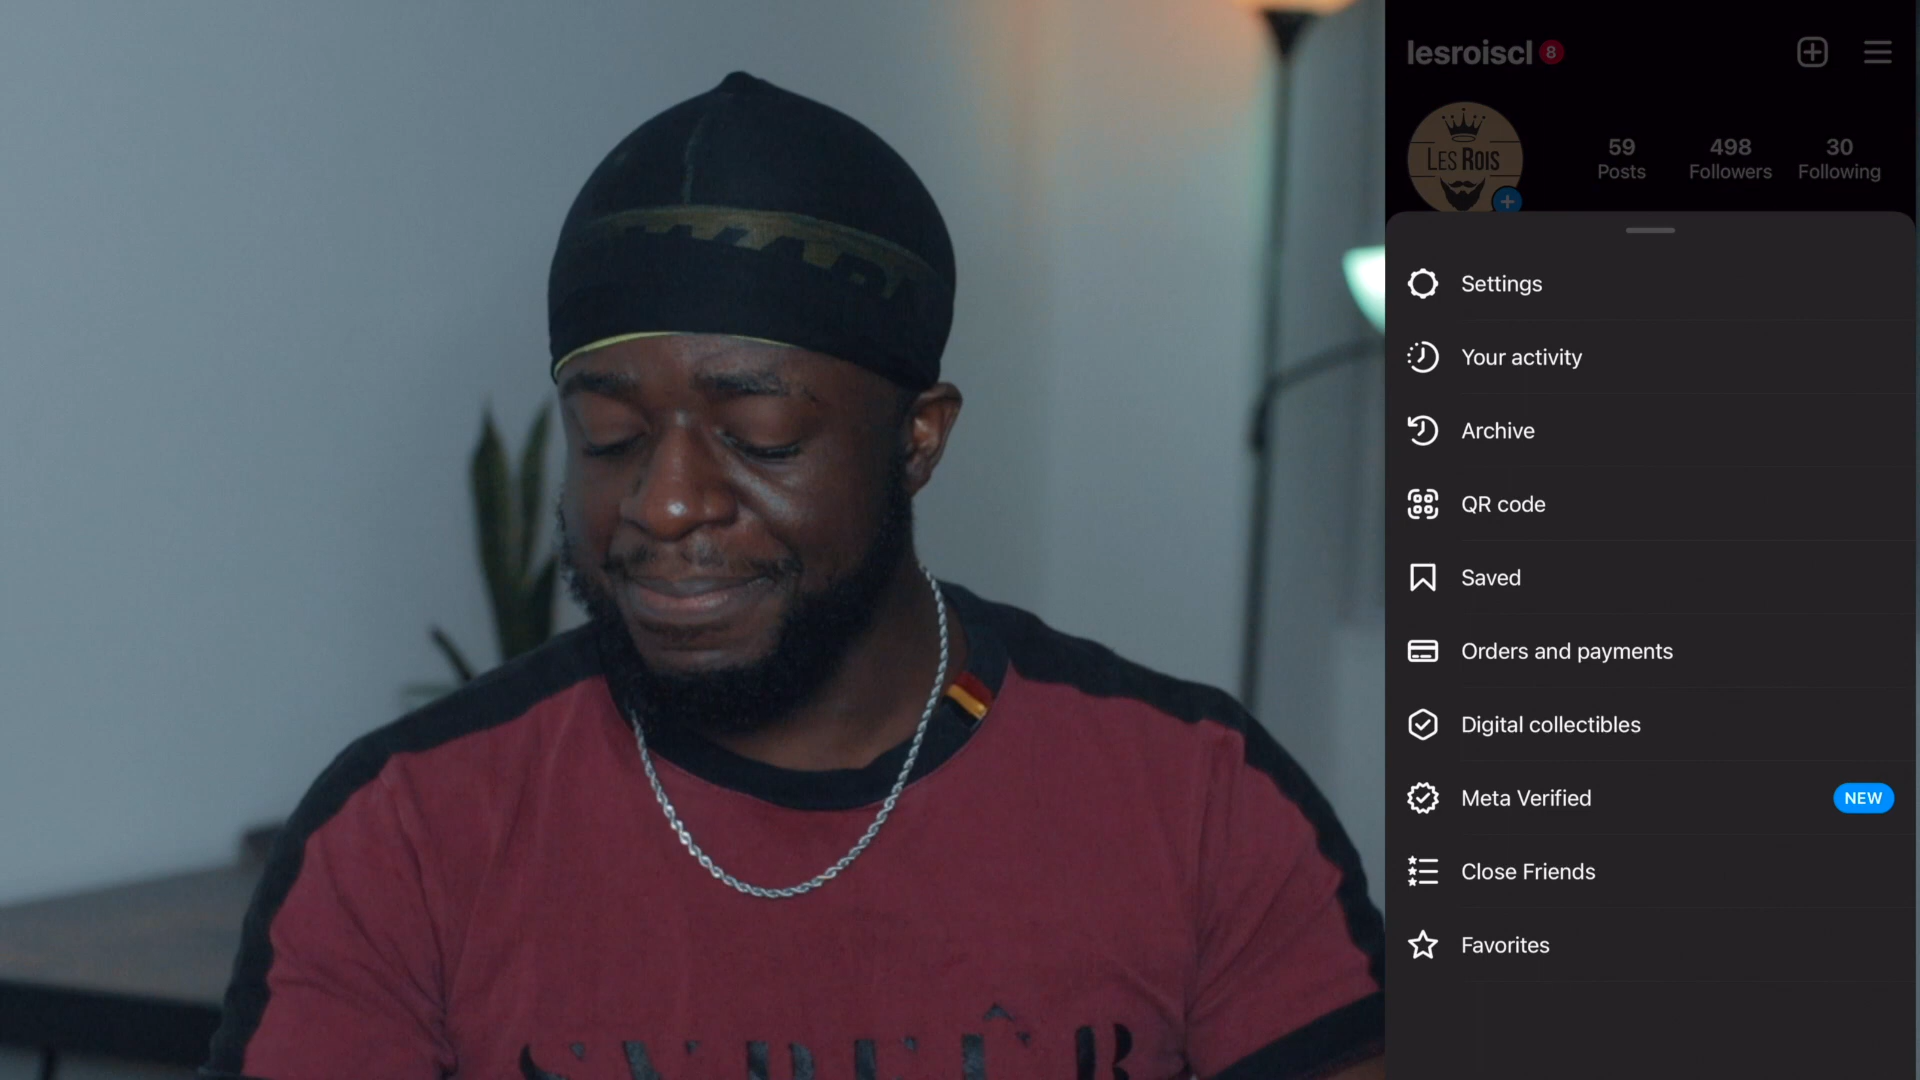 lesroiscl 8
LES ROIS
59 498 30
Posts Followers Following
Settings
Your activity
Archive
QR code
Saved
Orders and payments
Digital collectibles
Meta Verified NEW
Close Friends
Favorites